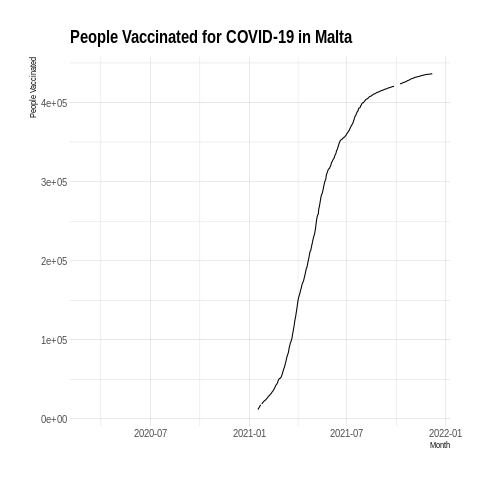 People Vaccinated for COVID-19 in Malta
People Vaccinated
4e+05
3e+05
2e+05
1e+05
0e+00
2020-07 2021-01 2021-07 2022-01
Month